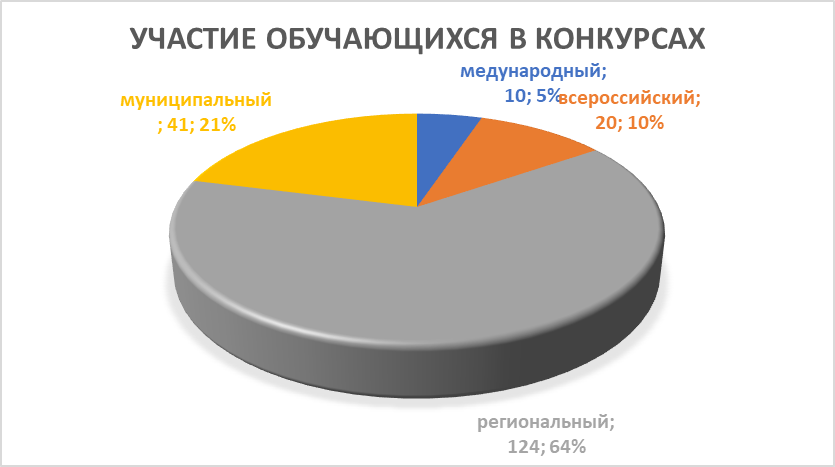 УЧАСТИЕ ОБУЧАЮЩИХСЯ В КОНКУРСАХ
медународный;
10; 5%
всероссийский;
20; 10%
муниципальный
; 41; 21%
региональный;
124; 64%